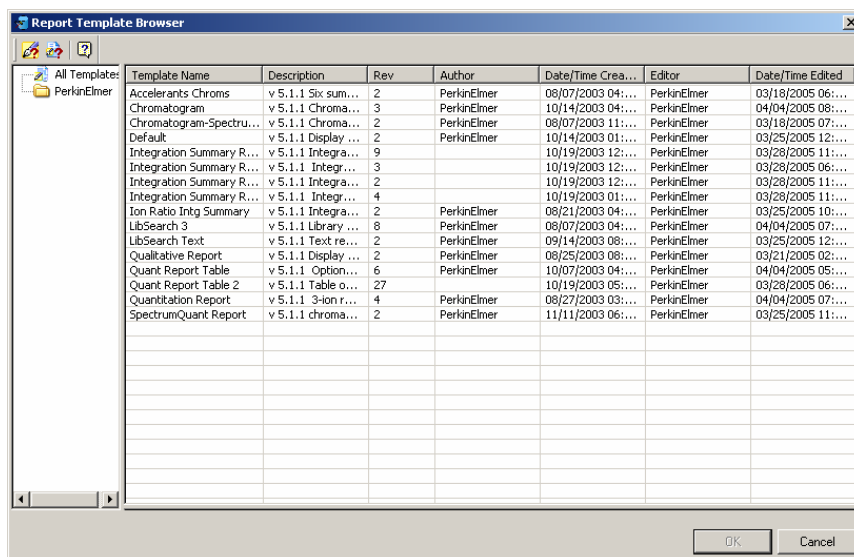 Report Template Browser
All Templates
PerkinElmer
Template Name Description Rev Author Date/Time Crea... Editor Date/Time Edited
Accelerants Chroms v 5.1.1 Six sum... 2 PerkinElmer 08/07/2003 04:... PerkinElmer 03/18/2005 06:...
Chromatogram v 5.1.1 Chroma... 3 PerkinElmer 10/14/2003 04:... PerkinElmer 04/04/2005 08:...
Chromatogram-Spectru... v 5.1.1 Chroma... 2 PerkinElmer 08/07/2003 11:... PerkinElmer 03/18/2005 07:...
Default v 5.1.1 Display ... 2 PerkinElmer 10/14/2003 01:... PerkinElmer 03/25/2005 12:...
Integration Summary R... v 5.1.1 Integra... 9 10/19/2003 12:... PerkinElmer 03/28/2005 11:...
Integration Summary R... v 5.1.1 Integr... 3 10/19/2003 12:... PerkinElmer 03/28/2005 06:...
Integration Summary R... v 5.1.1 Integra... 2 10/19/2003 12:... PerkinElmer 03/28/2005 11:...
Integration Summary R... v 5.1.1 Integr... 4 10/19/2003 01:... PerkinElmer 03/28/2005 11:...
Ion Ratio Intg Summary v 5.1.1 Integra... 2 PerkinElmer 08/21/2003 04:... PerkinElmer 03/25/2005 10:...
LibSearch 3 v 5.1.1 Library ... 8 PerkinElmer 08/07/2003 04:... PerkinElmer 04/04/2005 07:...
LibSearch Text v 5.1.1 Text re... 2 PerkinElmer 09/14/2003 08:... PerkinElmer 03/25/2005 12:...
Qualitative Report v 5.1.1 Display ... 2 PerkinElmer 08/25/2003 08:... PerkinElmer 03/21/2005 02:...
Quant Report Table v 5.1.1 Option... 6 PerkinElmer 10/07/2003 04:... PerkinElmer 04/04/2005 05:...
Quant Report Table 2 v 5.1.1 Table o... 27 10/19/2003 05:... PerkinElmer 03/28/2005 06:...
Quantitation Report v 5.1.1 3-ion r... 4 PerkinElmer 08/27/2003 03:... PerkinElmer 04/04/2005 07:...
SpectrumQuant Report v 5.1.1 chroma... 2 PerkinElmer 11/11/2003 06:... PerkinElmer 03/25/2005 11:...
OK Cancel